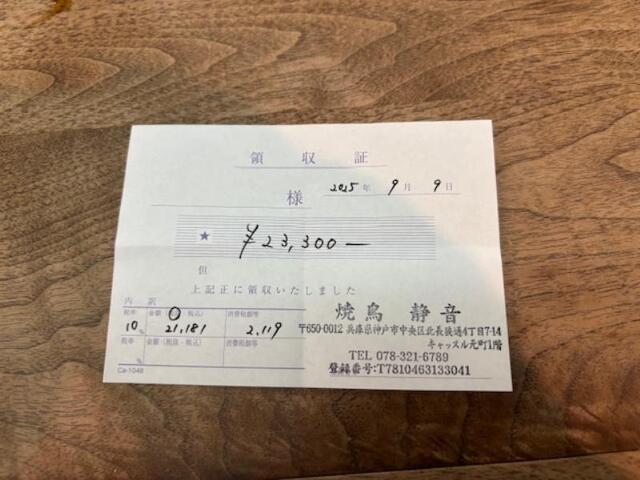 領収証
2025年 9月 9日
様
★ ¥23,300—
但
上記正に領収いたしました
内訳
税率 金額(税抜・税込) 消費税額等
10% 21,181 2,119
税率 金額(税抜・税込) 消費税額等
%
Ca-1048
焼鳥 静音
〒650-0012 兵庫県神戸市中央区北長狭通4丁目7-14
キャッスル元町1階
TEL 078-321-6789
登録番号:T7810463133041